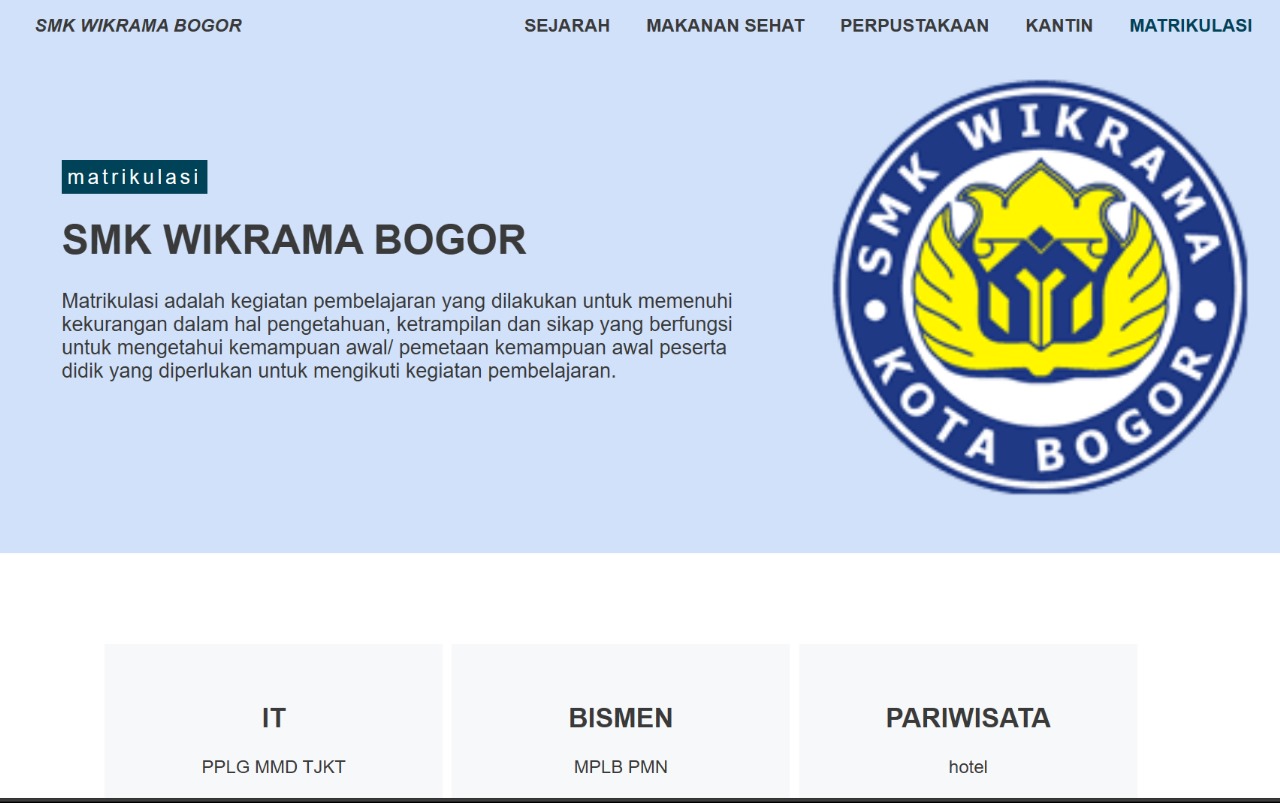 SMK WIKRAMA BOGOR
SEJARAH MAKANAN SEHAT PERPUSTAKAAN KANTIN MATRIKULASI
matrikulasi
SMK WIKRAMA BOGOR
Matrikulasi adalah kegiatan pembelajaran yang dilakukan untuk memenuhi
kekurangan dalam hal pengetahuan, ketrampilan dan sikap yang berfungsi
untuk mengetahui kemampuan awal/ pemetaan kemampuan awal peserta
didik yang diperlukan untuk mengikuti kegiatan pembelajaran.
SMK WIKRAMA
KOTA BOGOR
IT
PPLG MMD TJKT
BISMEN
MPLB PMN
PARIWISATA
hotel